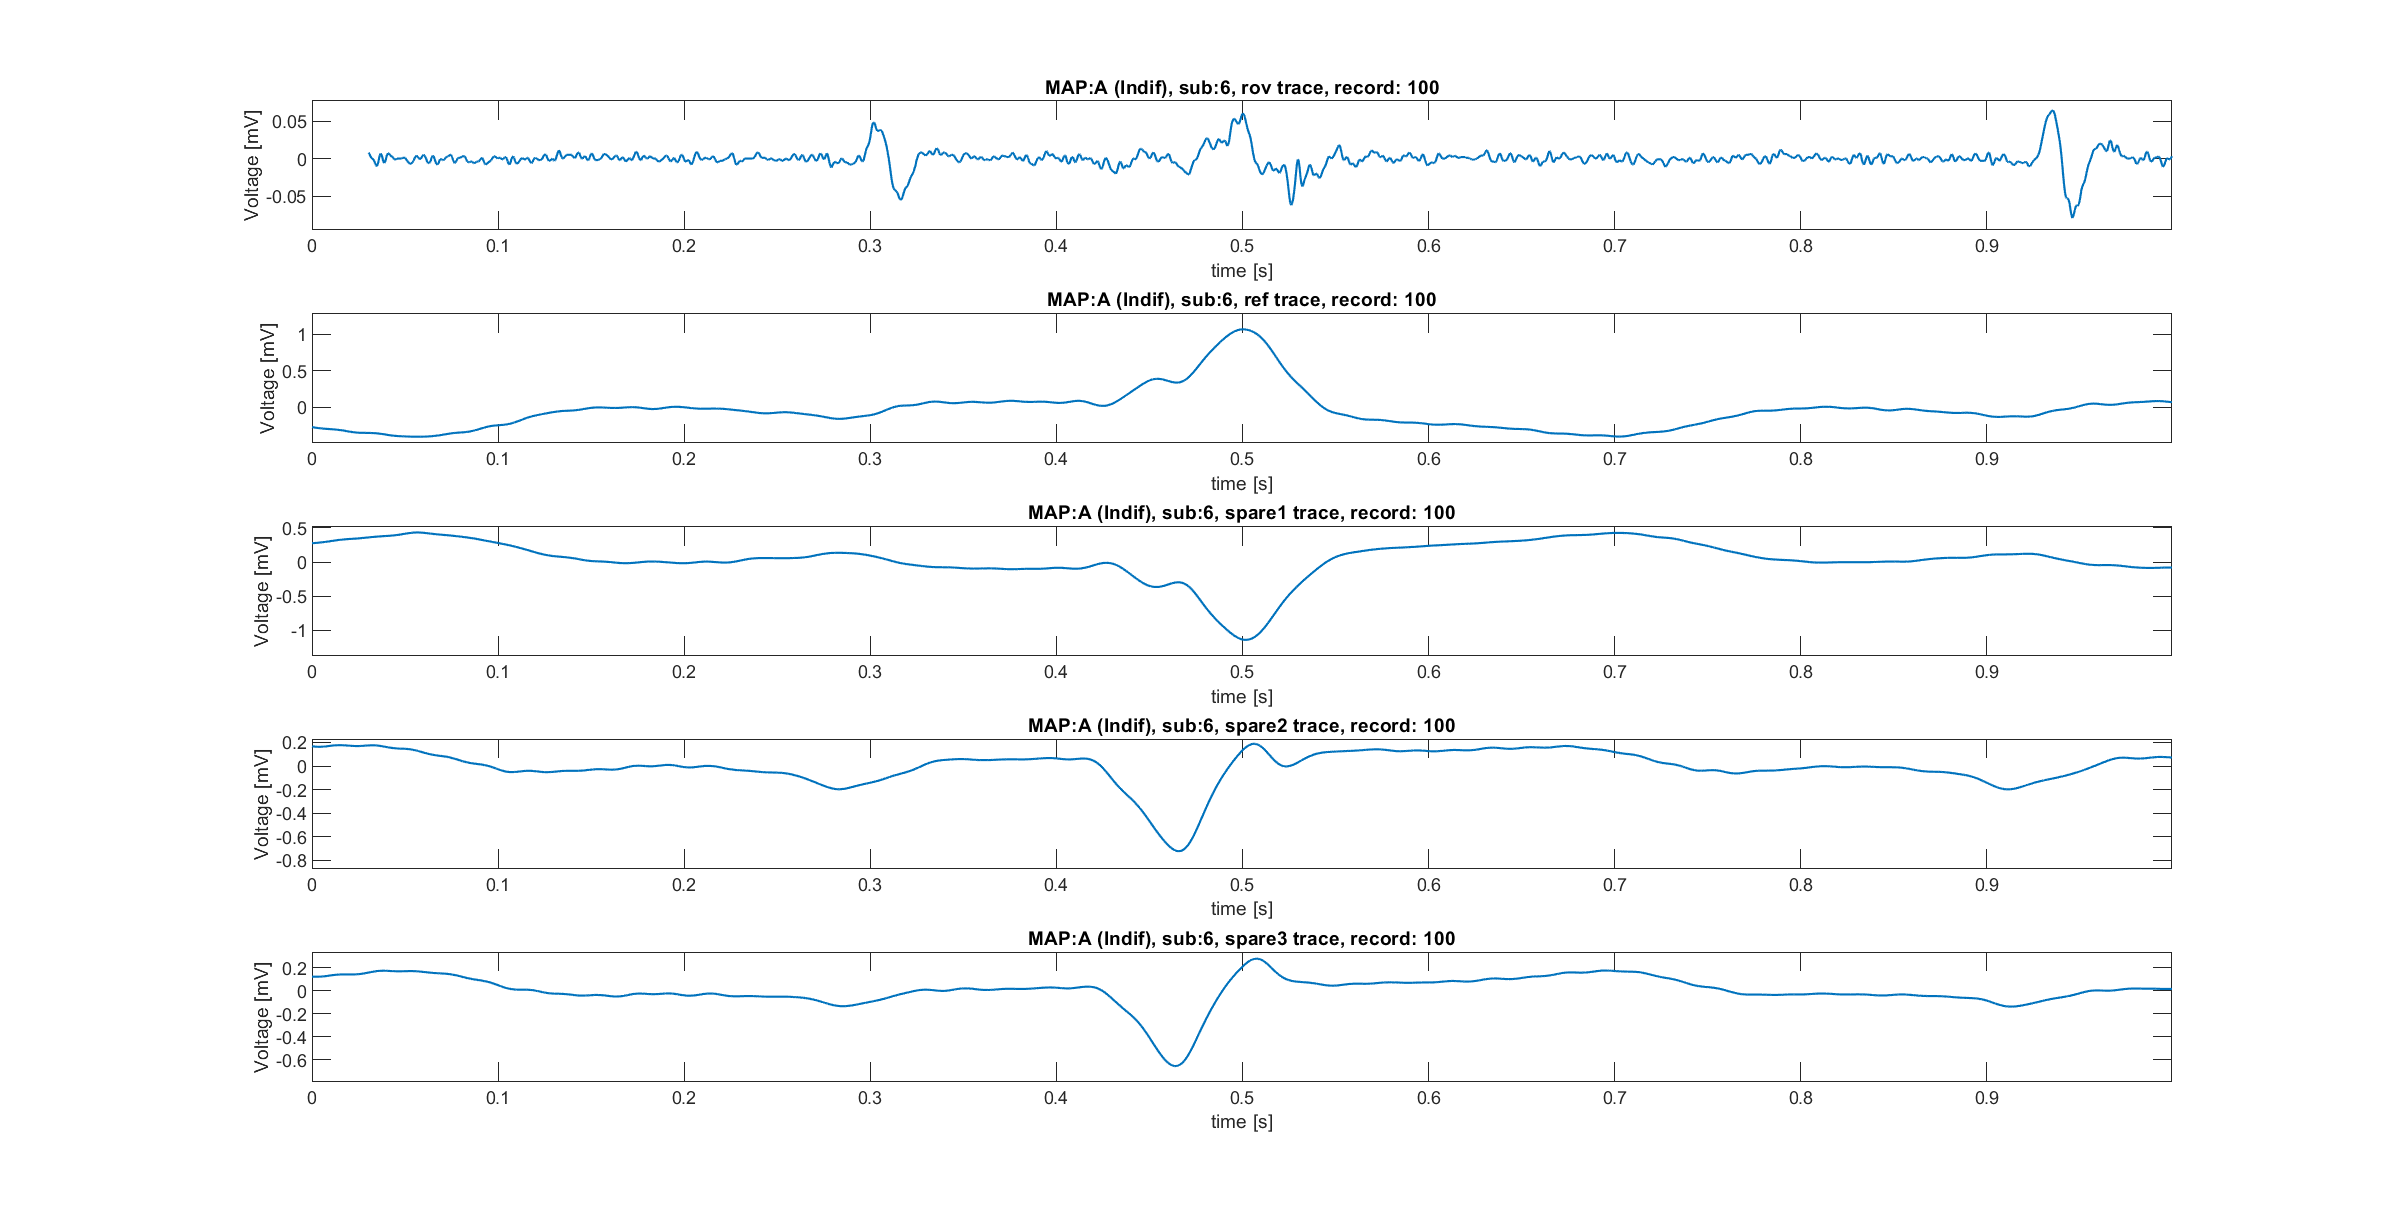 MAP:A (Indif), sub:6, rov trace, record: 100
Voltage [mV]
0.05
0
-0.05
0 0.1 0.2 0.3 0.4 0.5 0.6 0.7 0.8 0.9
time [s]
MAP:A (Indif), sub:6, ref trace, record: 100
Voltage [mV]
1
0.5
0
0 0.1 0.2 0.3 0.4 0.5 0.6 0.7 0.8 0.9
time [s]
MAP:A (Indif), sub:6, spare1 trace, record: 100
Voltage [mV]
0.5
0
-0.5
-1
0 0.1 0.2 0.3 0.4 0.5 0.6 0.7 0.8 0.9
time [s]
MAP:A (Indif), sub:6, spare2 trace, record: 100
Voltage [mV]
0.2
0
-0.2
-0.4
-0.6
-0.8
0 0.1 0.2 0.3 0.4 0.5 0.6 0.7 0.8 0.9
time [s]
MAP:A (Indif), sub:6, spare3 trace, record: 100
Voltage [mV]
0.2
0
-0.2
-0.4
-0.6
0 0.1 0.2 0.3 0.4 0.5 0.6 0.7 0.8 0.9
time [s]